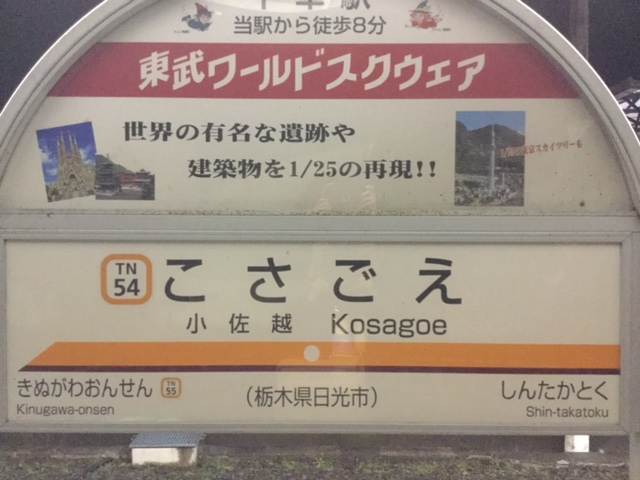 下車駅
当駅から徒歩8分
東武ワールドスクウェア
世界の有名な遺跡や
建築物を1/25の再現!!
TN
54
こさごえ
小佐越 Kosagoe
きぬがわおんせん TN 55
Kinugawa-onsen
(栃木県日光市)
しんたかとく
Shin-takatoku